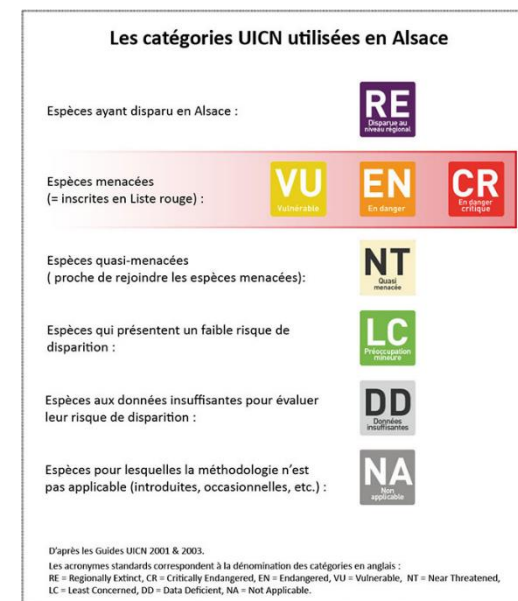 Les catégories UICN utilisées en Alsace
Espèces ayant disparu en Alsace :
RE
Disparue au
niveau régional
Espèces menacées
(= inscrites en Liste rouge) :
VU
Vulnérable
EN
En danger
CR
En danger
critique
Espèces quasi-menacées
( proche de rejoindre les espèces menacées):
NT
Quasi
menacée
Espèces qui présentent un faible risque de
disparition :
LC
Préoccupation
mineure
Espèces aux données insuffisantes pour évaluer
leur risque de disparition :
DD
Données
insuffisantes
Espèces pour lesquelles la méthodologie n'est
pas applicable (introduites, occasionnelles, etc.) :
NA
Non
applicable
D'après les Guides UICN 2001 & 2003.
Les acronymes standards correspondent à la dénomination des catégories en anglais :
RE = Regionally Extinct, CR = Critically Endangered, EN = Endangered, VU = Vulnerable, NT = Near Threatened,
LC = Least Concerned, DD = Data Deficient, NA = Not Applicable.